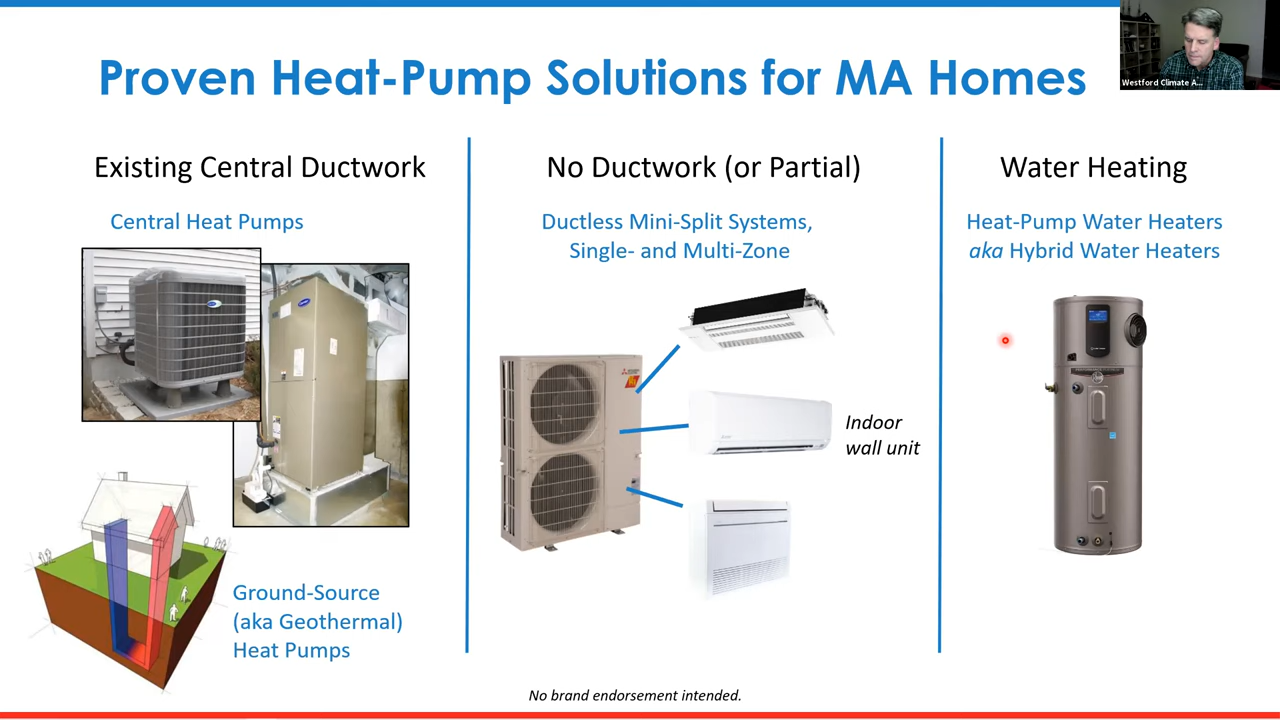 Proven Heat-Pump Solutions for MA Homes
Westford Climate A...
Existing Central Ductwork
Central Heat Pumps
Ground-Source
(aka Geothermal)
Heat Pumps
No Ductwork (or Partial)
Ductless Mini-Split Systems,
Single- and Multi-Zone
Indoor
wall unit
Water Heating
Heat-Pump Water Heaters
aka Hybrid Water Heaters
No brand endorsement intended.